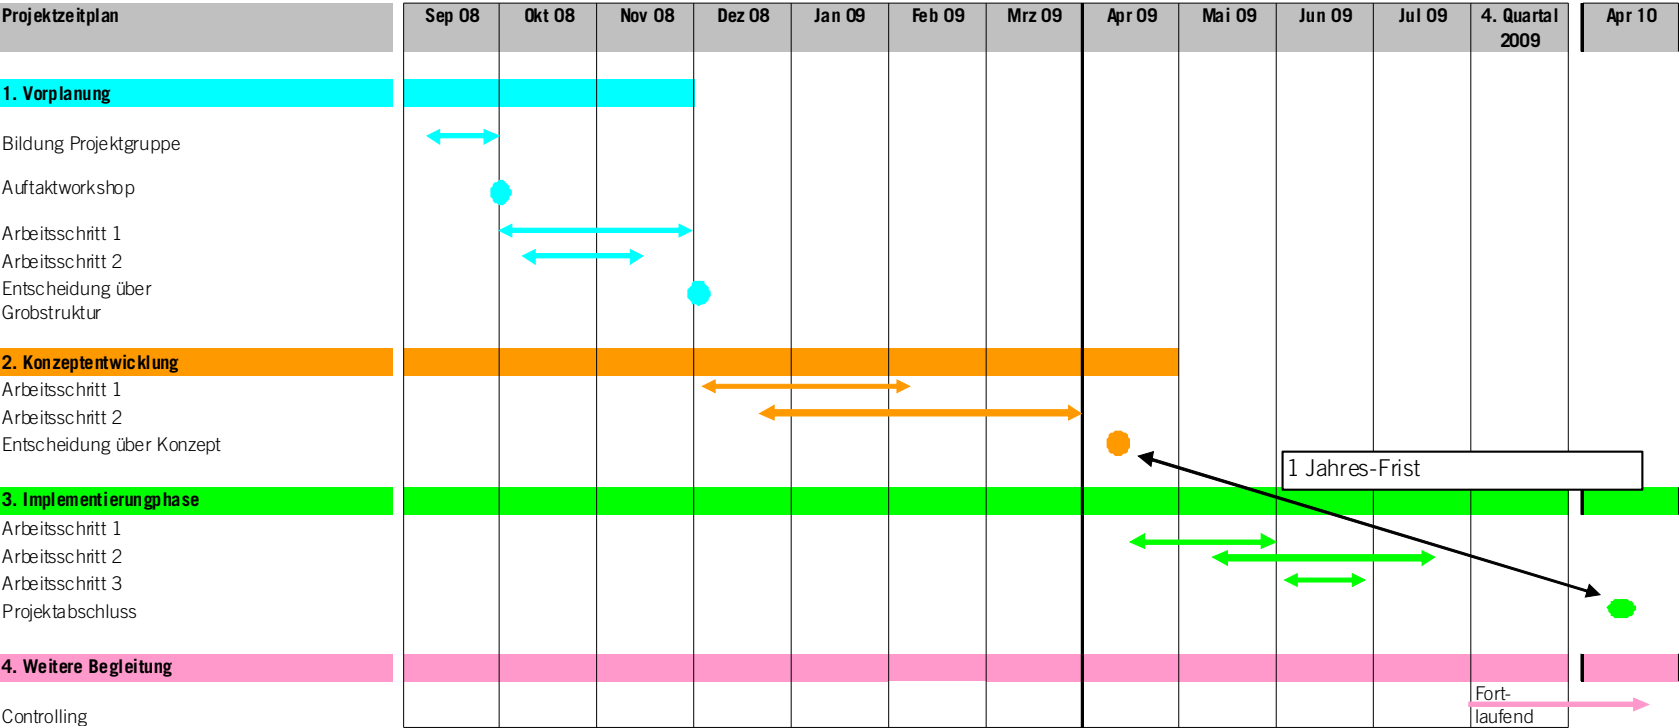 Projektzeitplan Sep 08 Okt 08 Nov 08 Dez 08 Jan 09 Feb 09 Mrz 09 Apr 09 Mai 09 Jun 09 Jul 09 4. Quartal 2009 Apr 10
1. Vorplanung
Bildung Projektgruppe
Auftaktworkshop
Arbeitsschritt 1
Arbeitsschritt 2
Entscheidung über
Grobstruktur
2. Konzeptentwicklung
Arbeitsschritt 1
Arbeitsschritt 2
Entscheidung über Konzept
1 Jahres-Frist
3. Implementierungphase
Arbeitsschritt 1
Arbeitsschritt 2
Arbeitsschritt 3
Projektabschluss
4. Weitere Begleitung
Controlling
Fort-
laufend